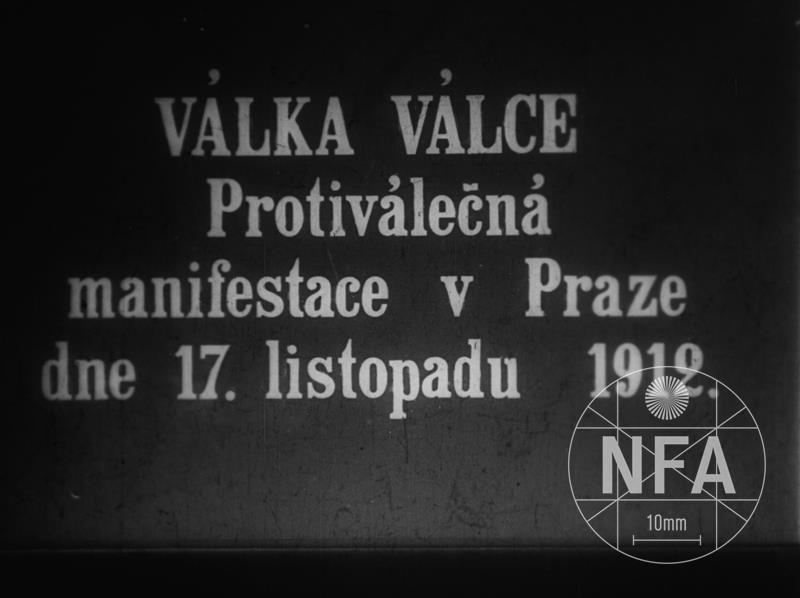 VÁLKA VÁLCE
Protiválečná
manifestace v Praze
dne 17. listopadu 1912.
NFA
10mm